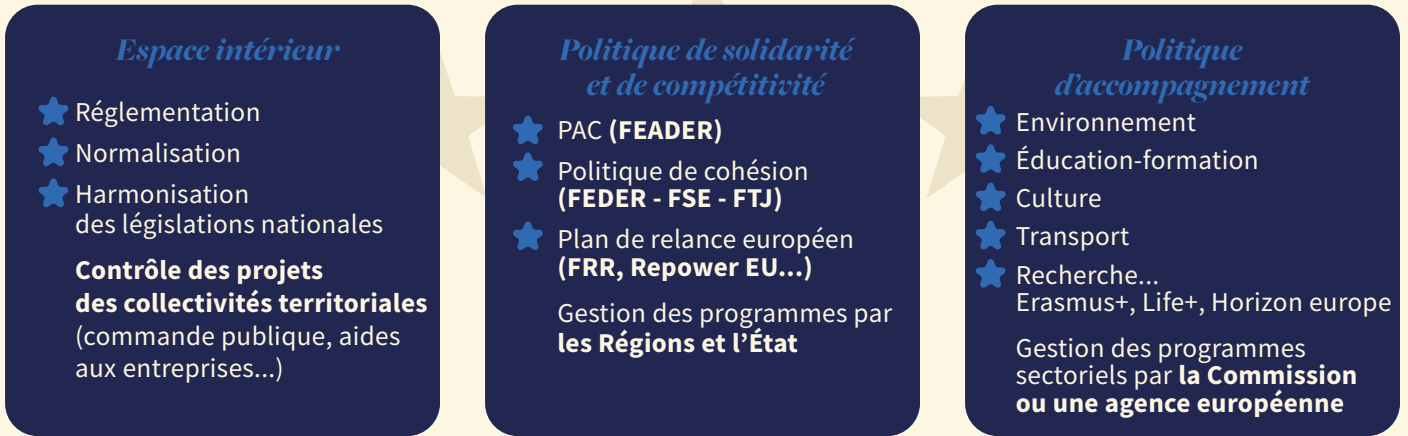 Espace intérieur
Réglementation
Normalisation
Harmonisation
des législations nationales
Contrôle des projets
des collectivités territoriales
(commande publique, aides
aux entreprises...)
Politique de solidarité
et de compétitivité
PAC (FEADER)
Politique de cohésion
(FEDER - FSE - FTJ)
Plan de relance européen
(FRR, Repower EU...)
Gestion des programmes par
les Régions et l’État
Politique
d’accompagnement
Environnement
Éducation-formation
Culture
Transport
Recherche...
Erasmus+, Life+, Horizon europe
Gestion des programmes
sectoriels par la Commission
ou une agence européenne